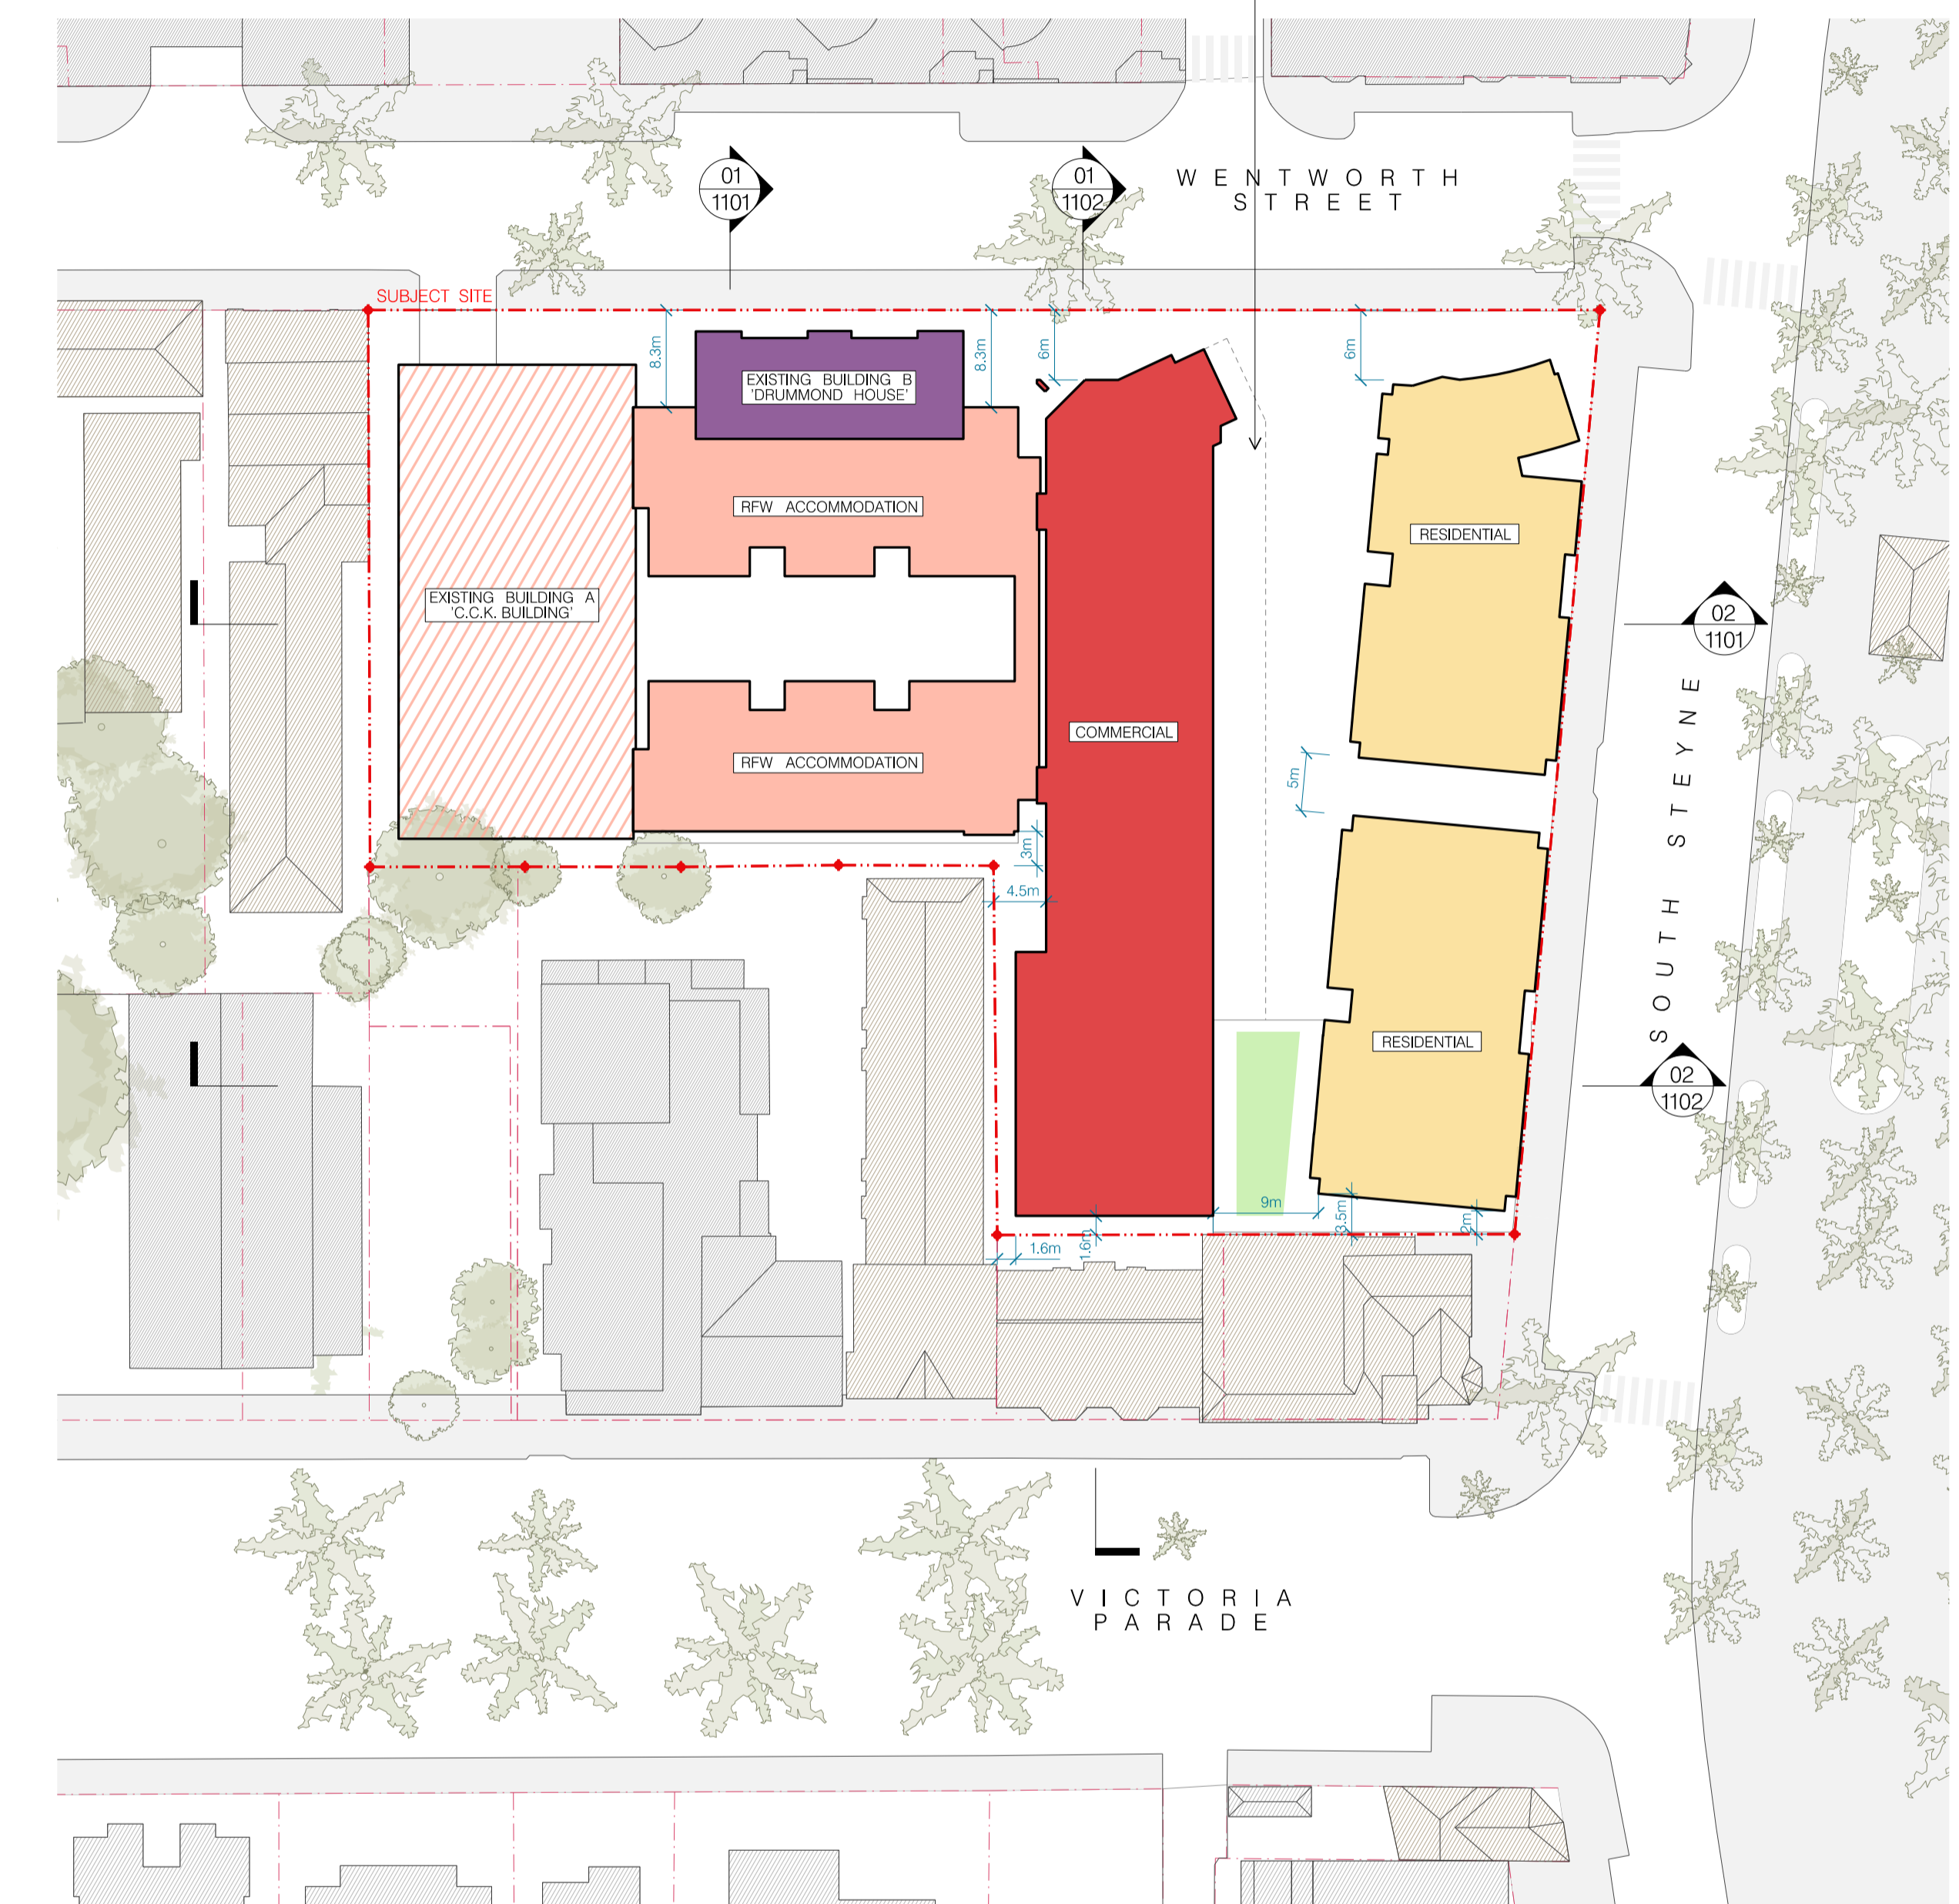 01
1101
01
1102
WENTWORTH
STREET
SUBJECT SITE
8.3m
8.3m
6m
6m
EXISTING BUILDING B
'DRUMMOND HOUSE'
RFW ACCOMMODATION
RESIDENTIAL
EXISTING BUILDING A
'C.C.K. BUILDING'
02
1101
SOUTH STEYNE
COMMERCIAL
RFW ACCOMMODATION
5m
3m
4.5m
RESIDENTIAL
02
1102
9m
3.5m
2m
1.6m
1.6m
VICTORIA
PARADE